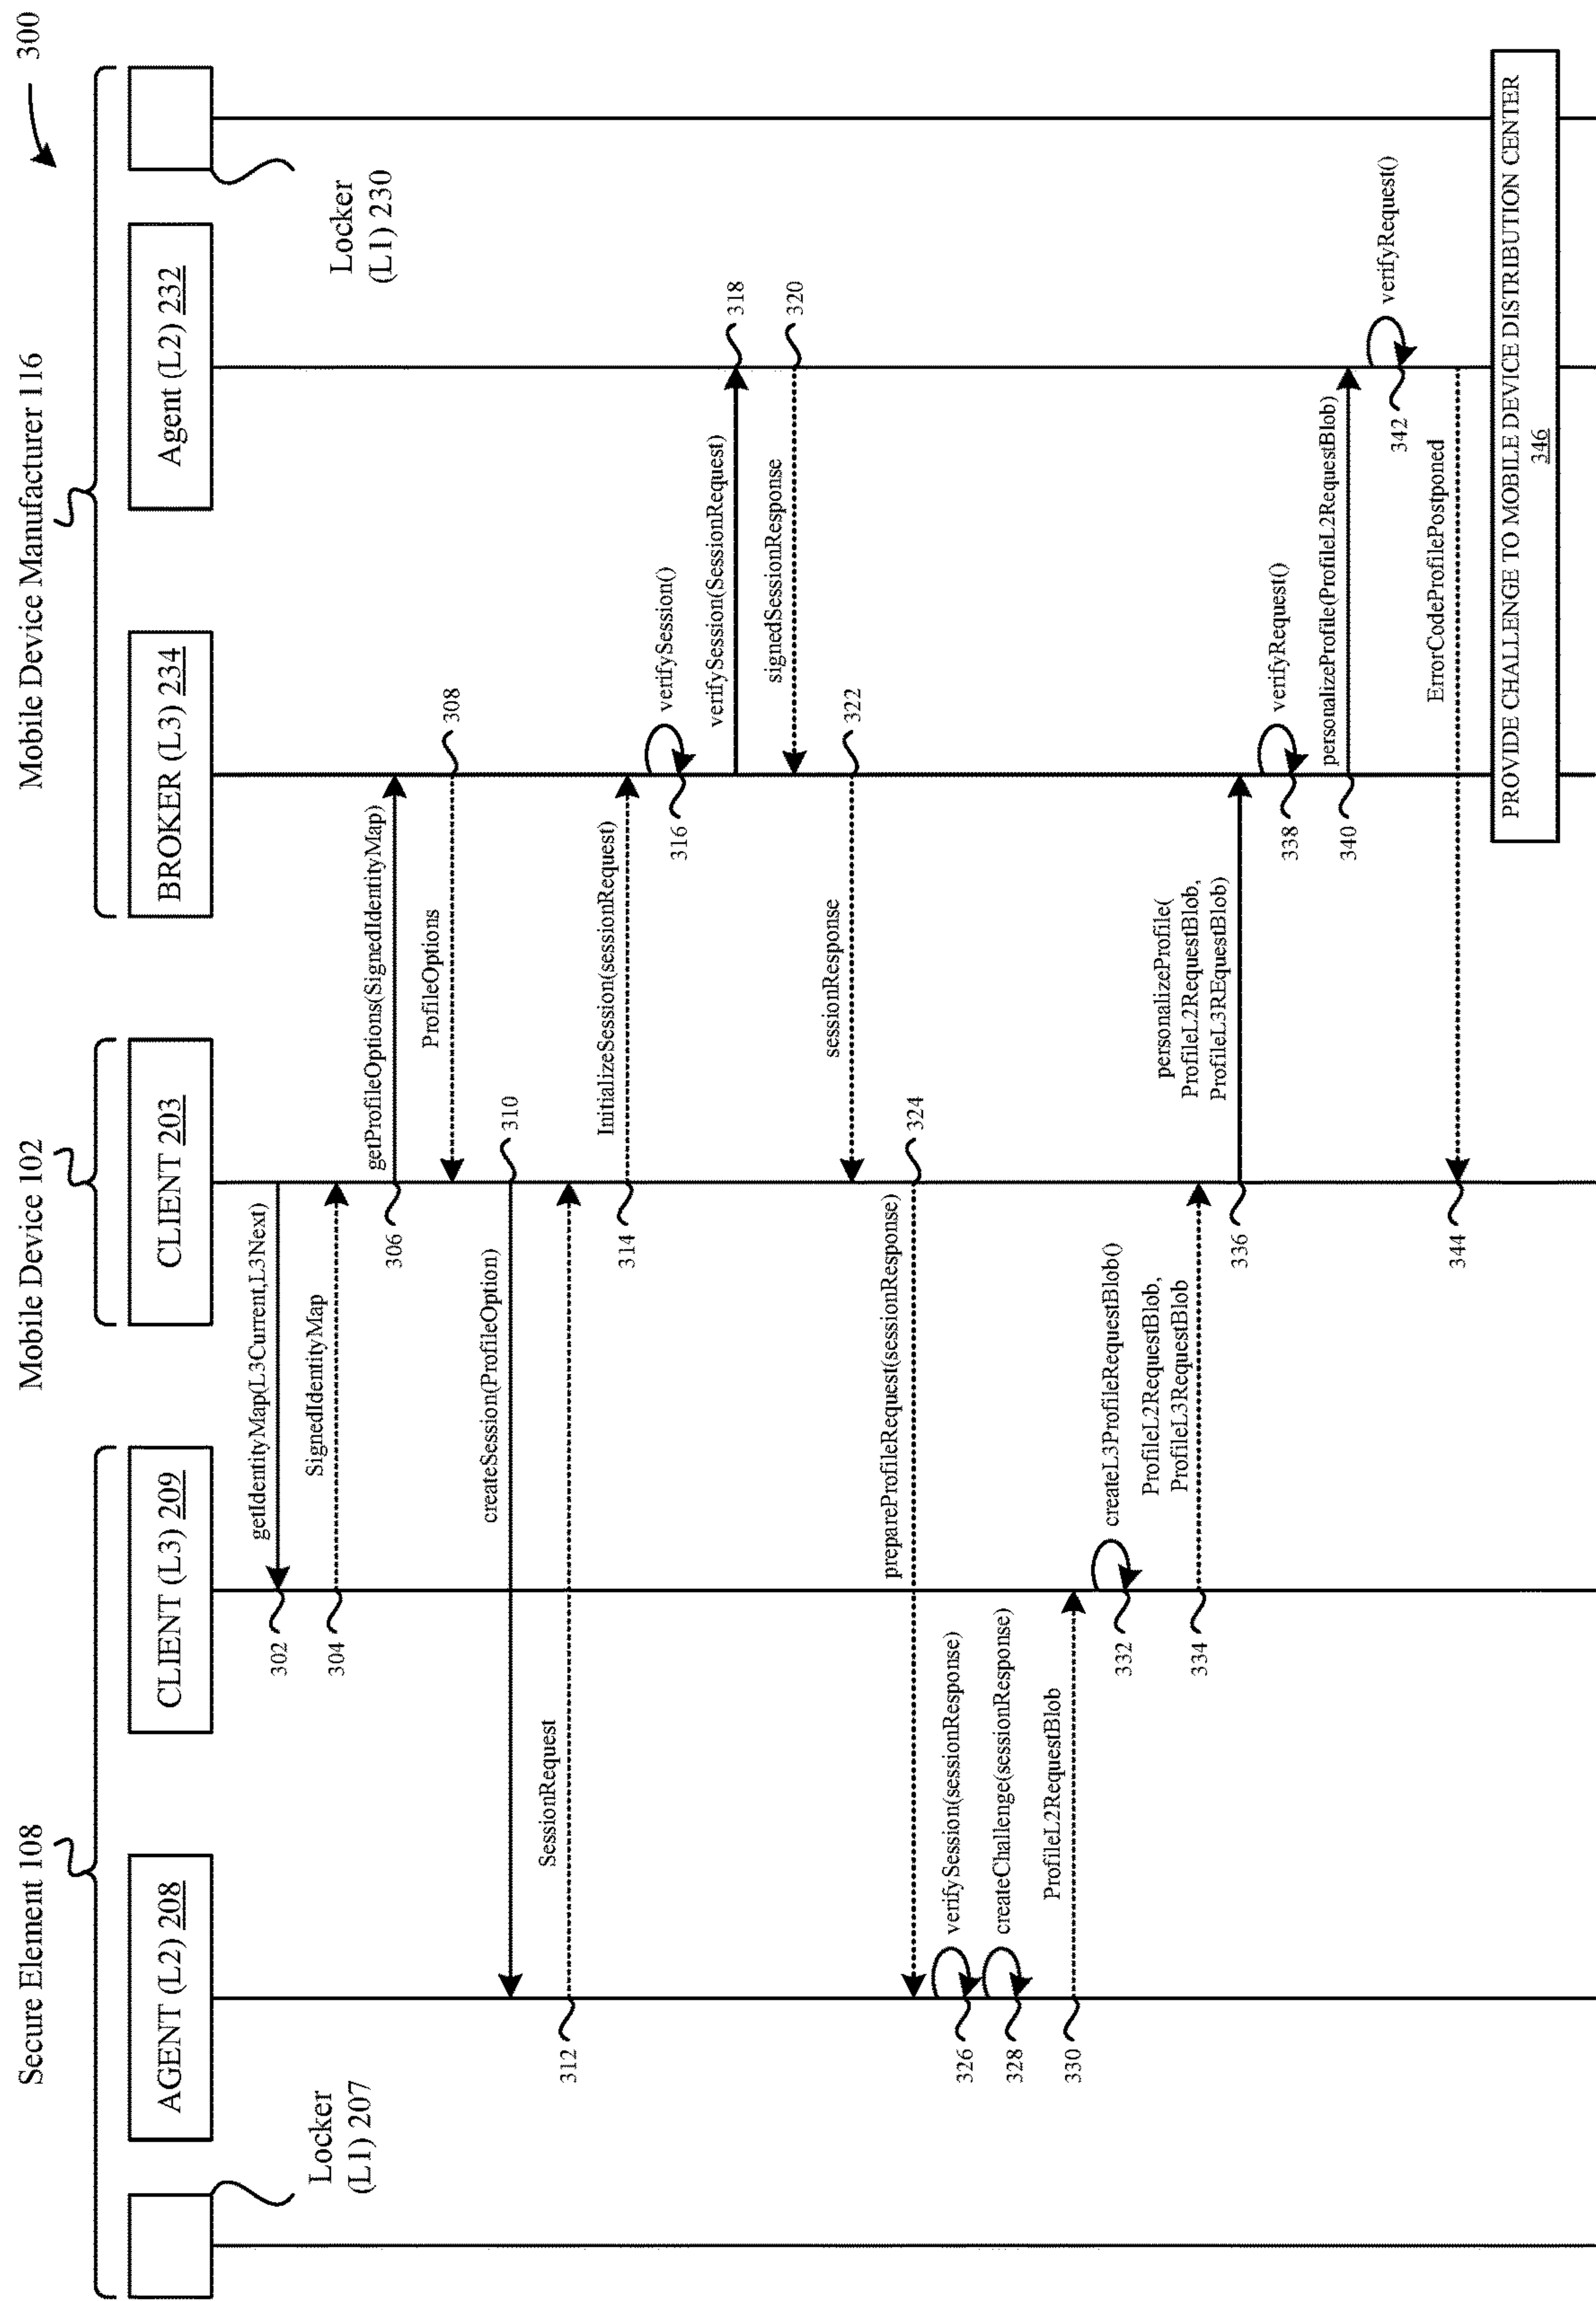 300
Secure Element 108
Mobile Device 102
Mobile Device Manufacturer 116
AGENT (L2) 208
CLIENT (L3) 209
CLIENT 203
BROKER (L3) 234
Agent (L2) 232
Locker
(L1) 207
Locker
(L1) 230
getIdentityMap(L3Current,L3Next)
302
SignedIdentityMap
304
getProfileOptions(SignedIdentityMap)
306
ProfileOptions
308
createSession(ProfileOption)
310
SessionRequest
312
InitializeSession(sessionRequest)
314
verifySession()
316
verifySession(SessionRequest)
318
signedSessionResponse
320
sessionResponse
322
prepareProfileRequest(sessionResponse)
324
verifySession(sessionResponse)
326
createChallenge(sessionResponse)
328
ProfileL2RequestBlob
330
createL3ProfileRequestBlob()
332
ProfileL2RequestBlob,
ProfileL3RequestBlob
334
personalizeProfile(
ProfileL2RequestBlob,
ProfileL3REquestBlob)
336
verifyRequest()
338
personalizeProfile(ProfileL2RequestBlob)
340
verifyRequest()
342
ErrorCodeProfilePostponed
344
PROVIDE CHALLENGE TO MOBILE DEVICE DISTRIBUTION CENTER
346